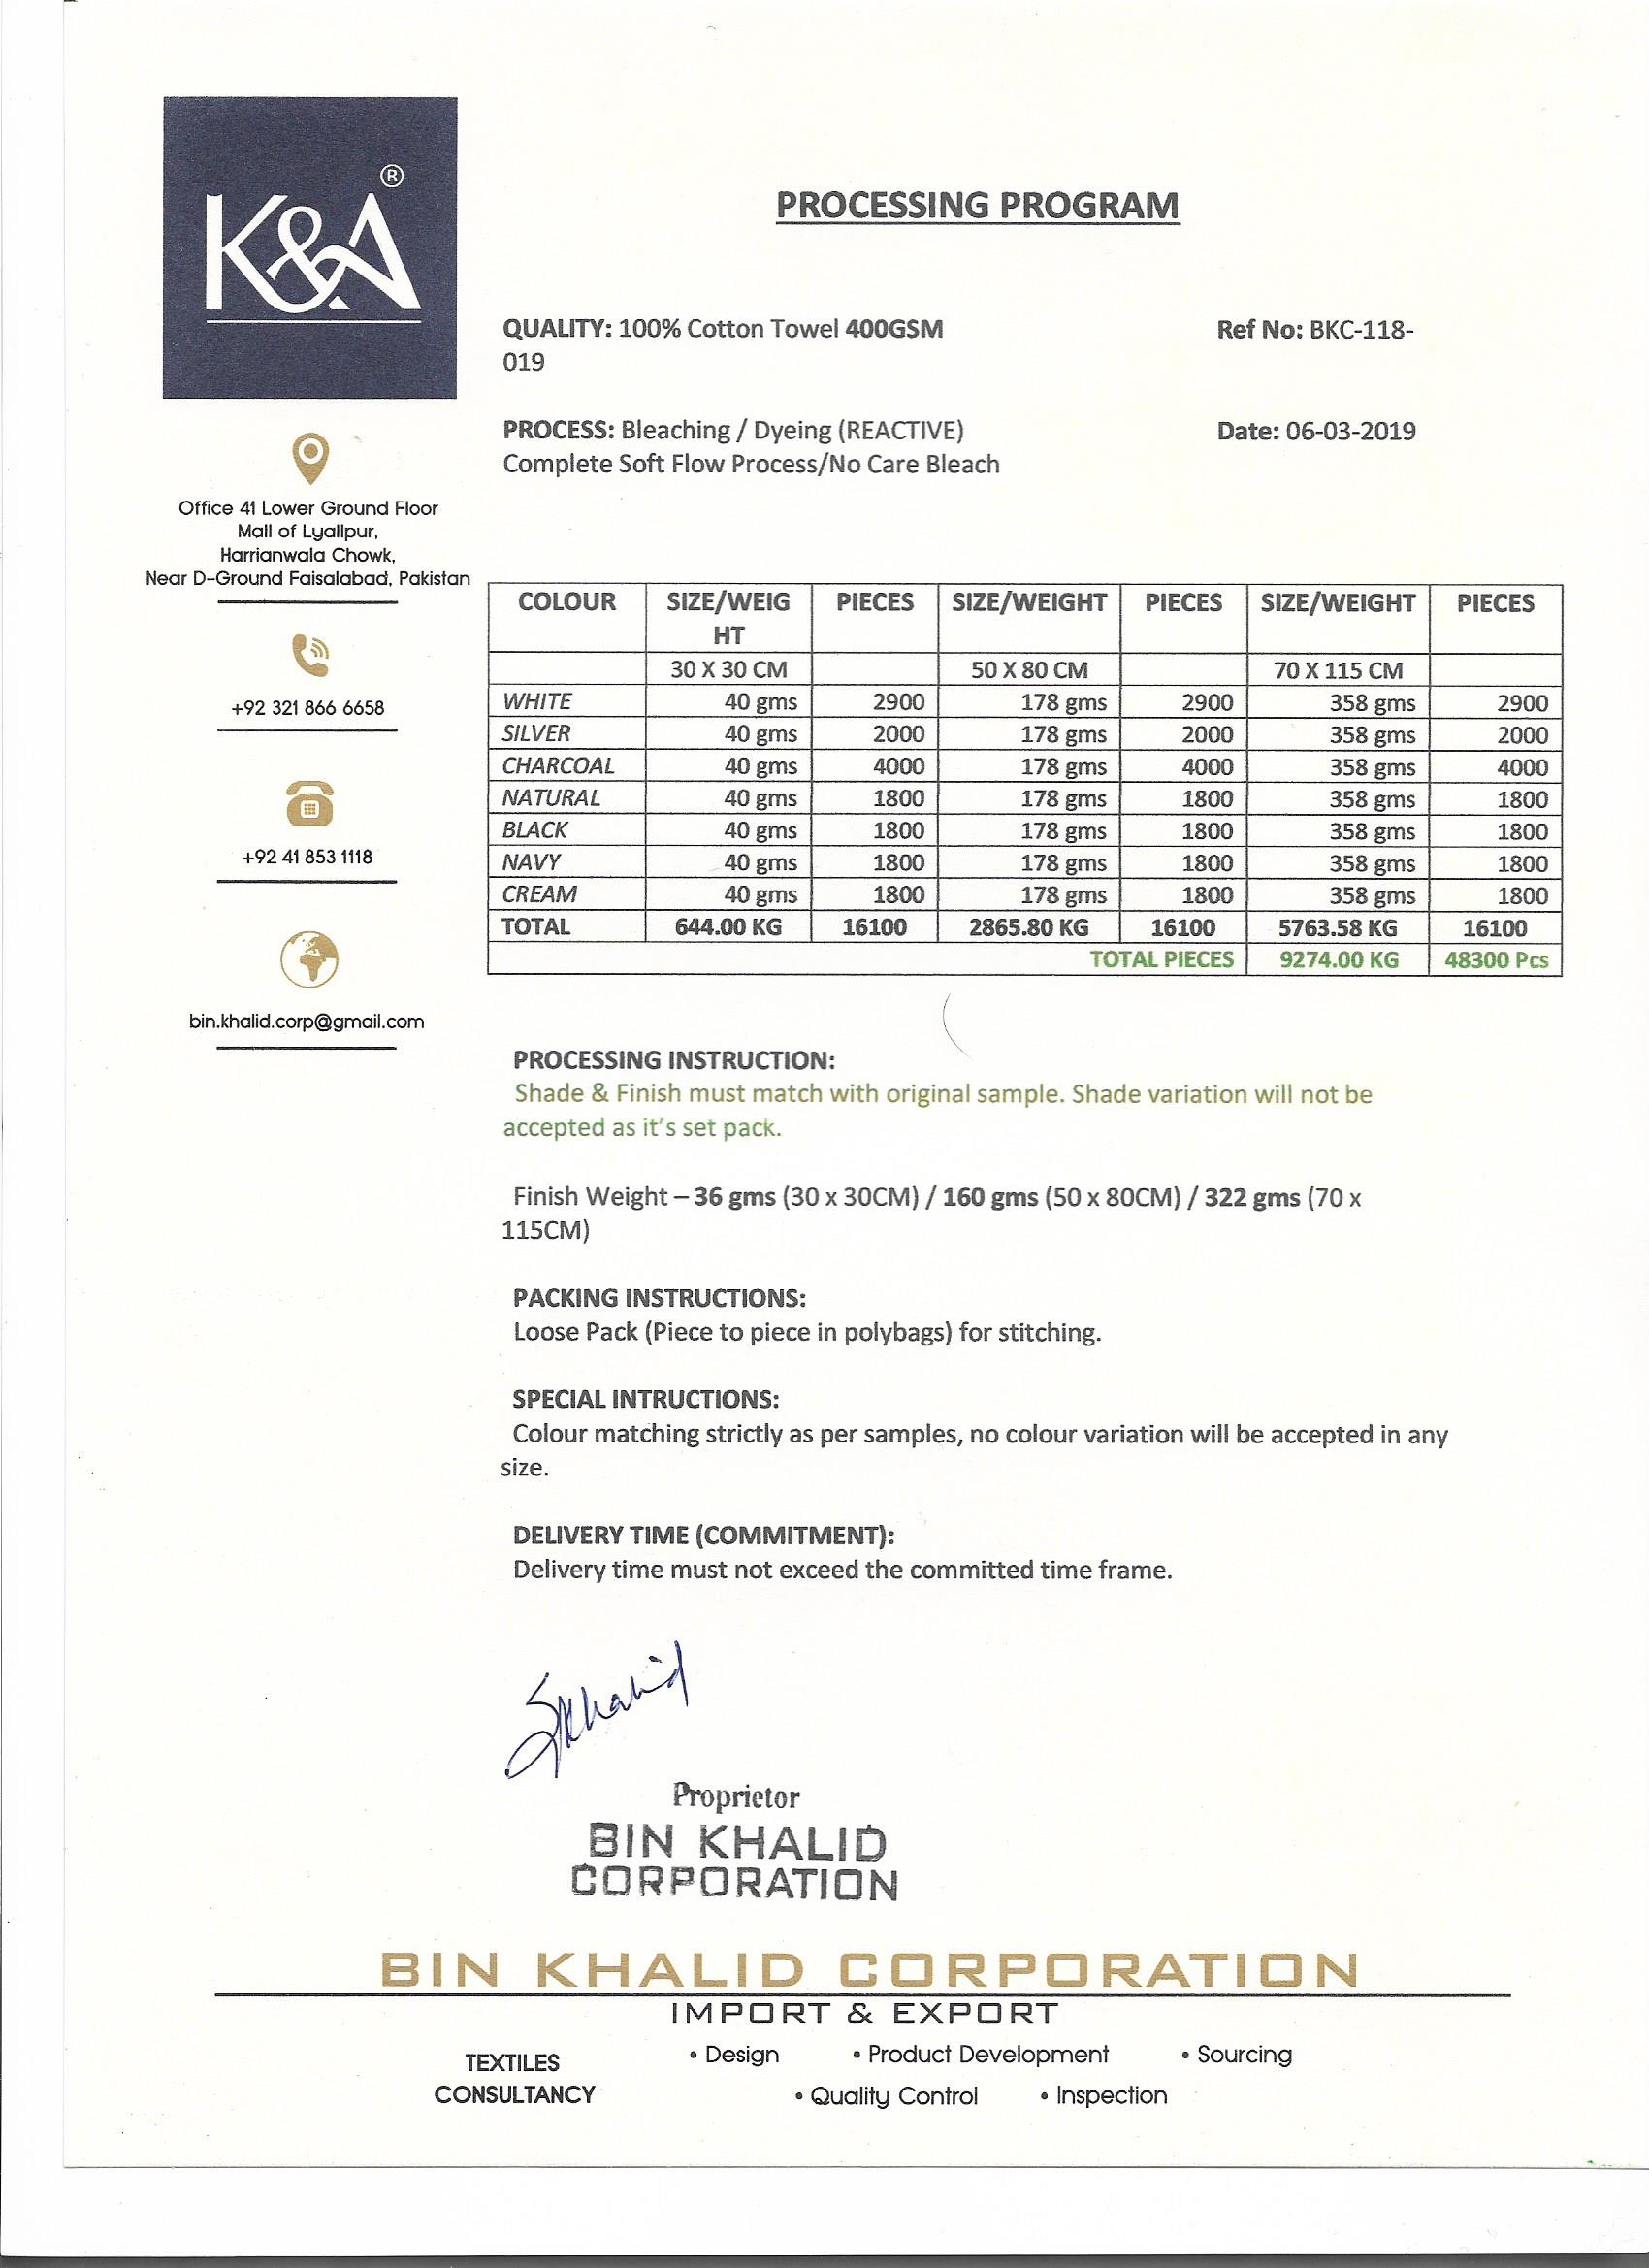 K&A ®
PROCESSING PROGRAM
QUALITY: 100% Cotton Towel 400GSM Ref No: BKC-118-
019
PROCESS: Bleaching / Dyeing (REACTIVE) Date: 06-03-2019
Complete Soft Flow Process/No Care Bleach
Office 41 Lower Ground Floor
Mall of Lyallpur,
Harrianwala Chowk,
Near D-Ground Faisalabad, Pakistan
+92 321 866 6658
+92 41 853 1118
bin.khalid.corp@gmail.com
COLOUR SIZE/WEIG PIECES SIZE/WEIGHT PIECES SIZE/WEIGHT PIECES
HT
30 X 30 CM 50 X 80 CM 70 X 115 CM
WHITE 40 gms 2900 178 gms 2900 358 gms 2900
SILVER 40 gms 2000 178 gms 2000 358 gms 2000
CHARCOAL 40 gms 4000 178 gms 4000 358 gms 4000
NATURAL 40 gms 1800 178 gms 1800 358 gms 1800
BLACK 40 gms 1800 178 gms 1800 358 gms 1800
NAVY 40 gms 1800 178 gms 1800 358 gms 1800
CREAM 40 gms 1800 178 gms 1800 358 gms 1800
TOTAL 644.00 KG 16100 2865.80 KG 16100 5763.58 KG 16100
TOTAL PIECES 9274.00 KG 48300 Pcs
PROCESSING INSTRUCTION:
Shade & Finish must match with original sample. Shade variation will not be
accepted as it's set pack.
Finish Weight – 36 gms (30 x 30CM) / 160 gms (50 x 80CM) / 322 gms (70 x
115CM)
PACKING INSTRUCTIONS:
Loose Pack (Piece to piece in polybags) for stitching.
SPECIAL INTRUCTIONS:
Colour matching strictly as per samples, no colour variation will be accepted in any
size.
DELIVERY TIME (COMMITMENT):
Delivery time must not exceed the committed time frame.
Proprietor
BIN KHALID
CORPORATION
BIN KHALID CORPORATION
IMPORT & EXPORT
TEXTILES
CONSULTANCY
• Design • Product Development • Sourcing
• Quality Control • Inspection